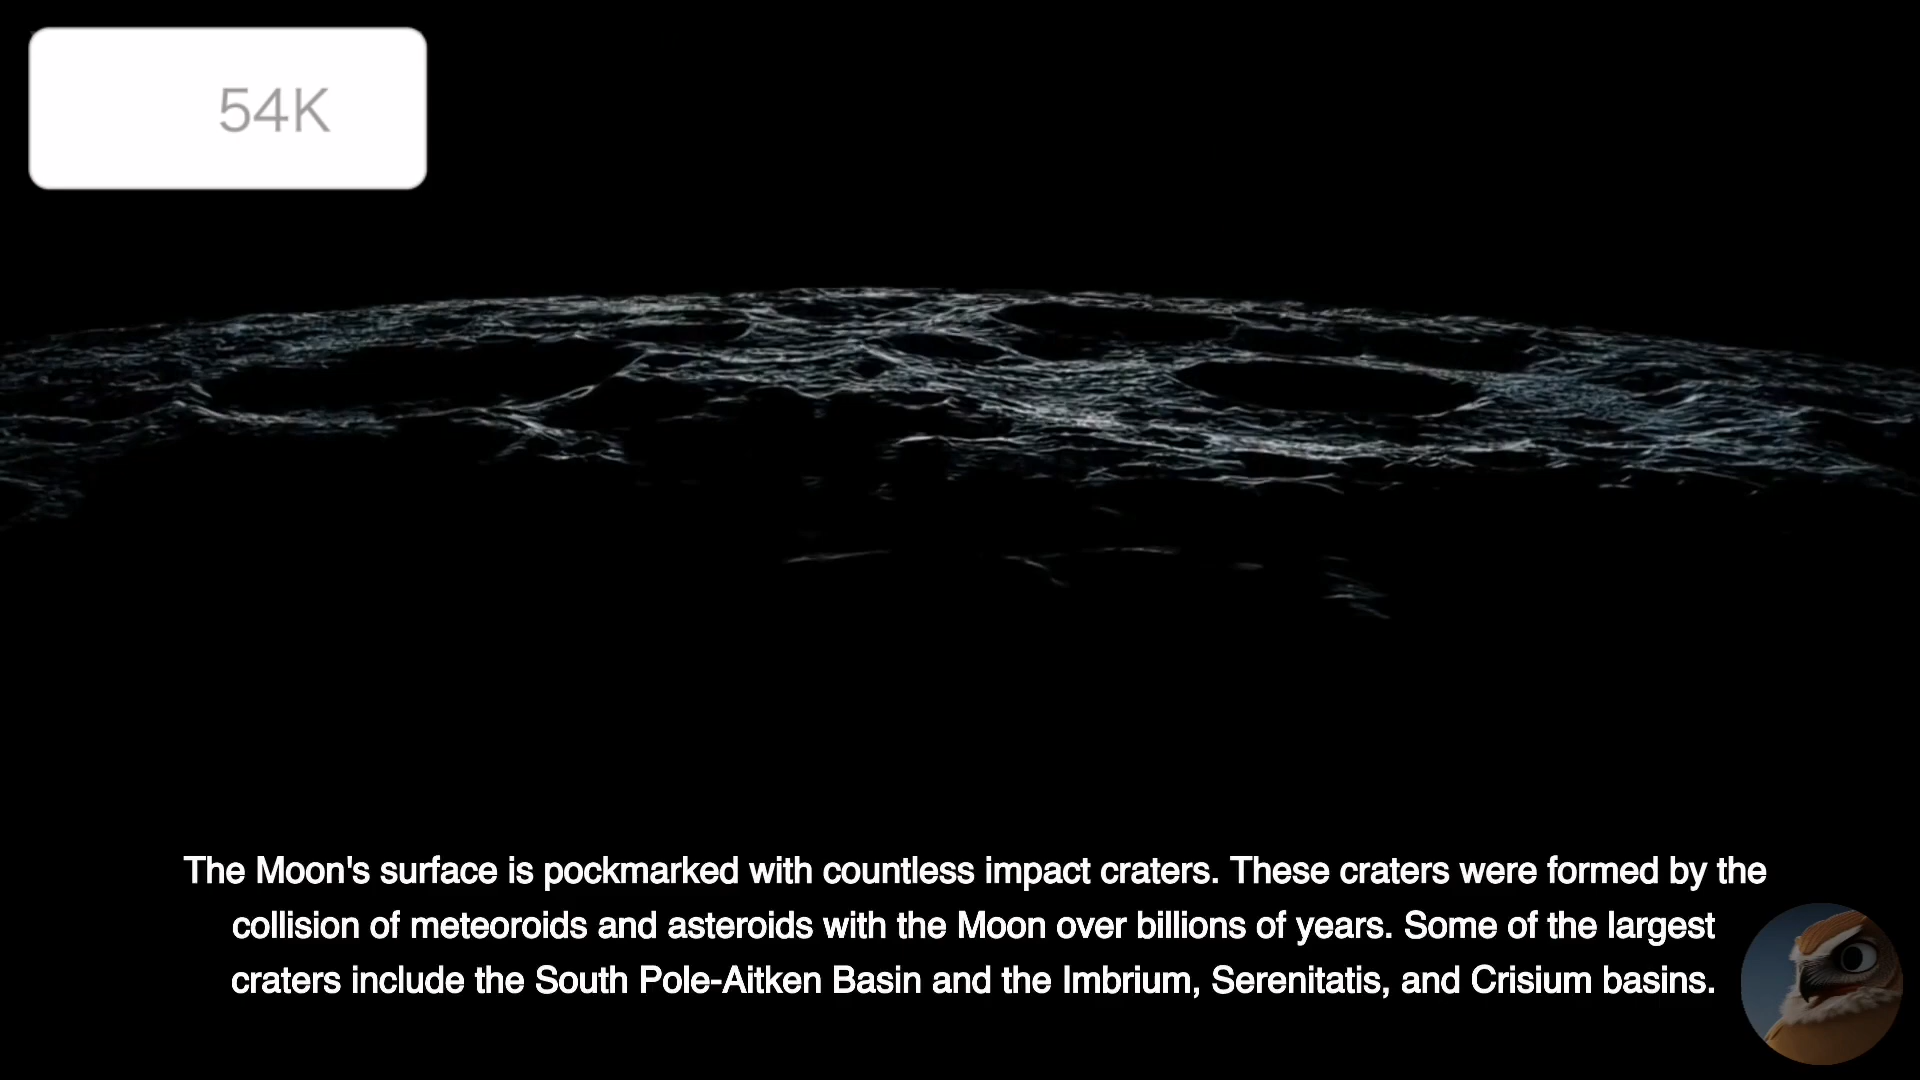 54K
The Moon's surface is pockmarked with countless impact craters. These craters were formed by the
collision of meteoroids and asteroids with the Moon over billions of years. Some of the largest
craters include the South Pole-Aitken Basin and the Imbrium, Serenitatis, and Crisium basins.